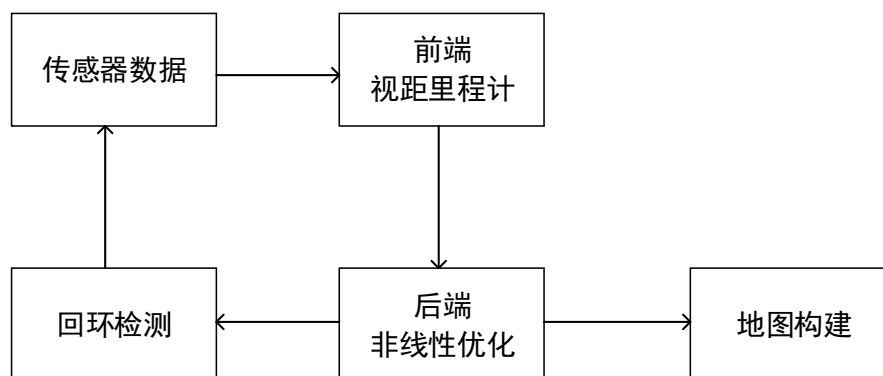 传感器数据
前端
视距里程计
回环检测
后端
非线性优化
地图构建